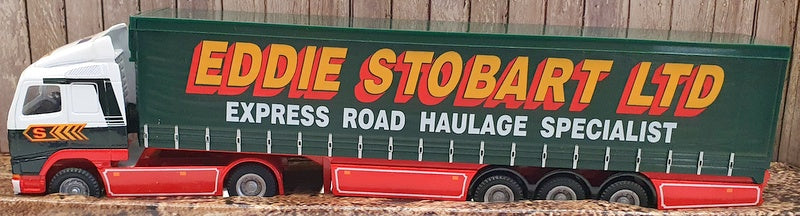 EDDIE STOBART LTD
EXPRESS ROAD HAULAGE SPECIALIST
S